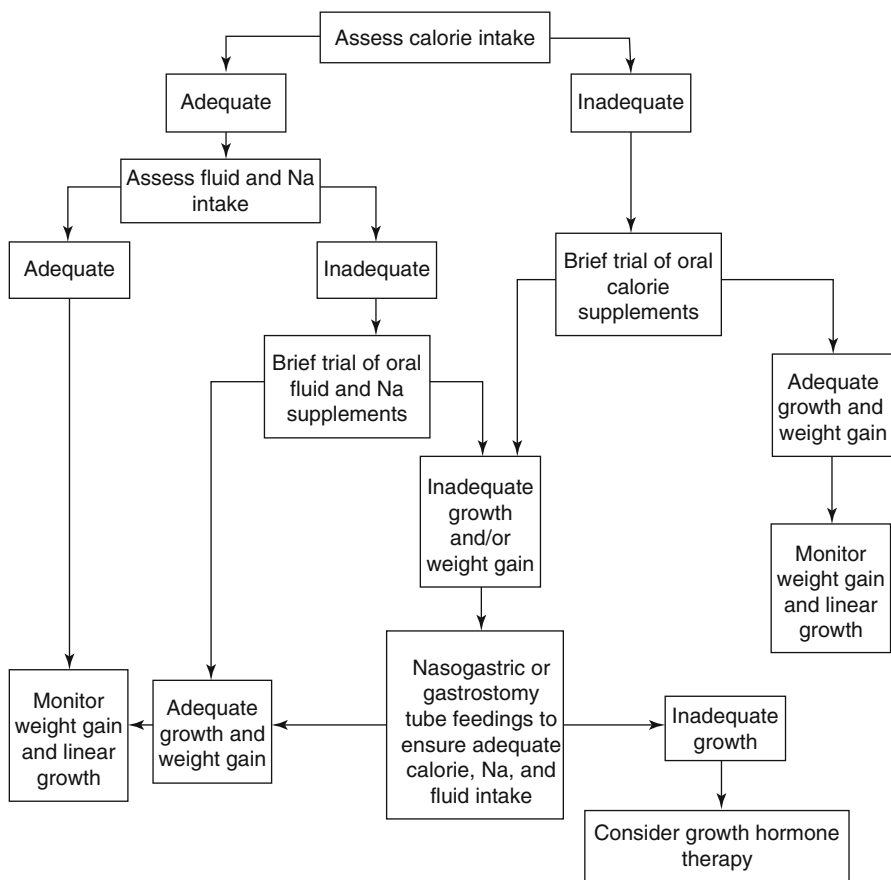 Assess calorie intake
Adequate
Inadequate
Assess fluid and Na
intake
Adequate
Inadequate
Brief trial of oral
calorie
supplements
Brief trial of oral
fluid and Na
supplements
Adequate
growth and
weight gain
Inadequate
growth
and/or
weight gain
Monitor
weight gain
and linear
growth
Monitor
weight gain
and linear
growth
Adequate
growth and
weight gain
Nasogastric or
gastrostomy
tube feedings to
ensure adequate
calorie, Na, and
fluid intake
Inadequate
growth
Consider growth hormone
therapy